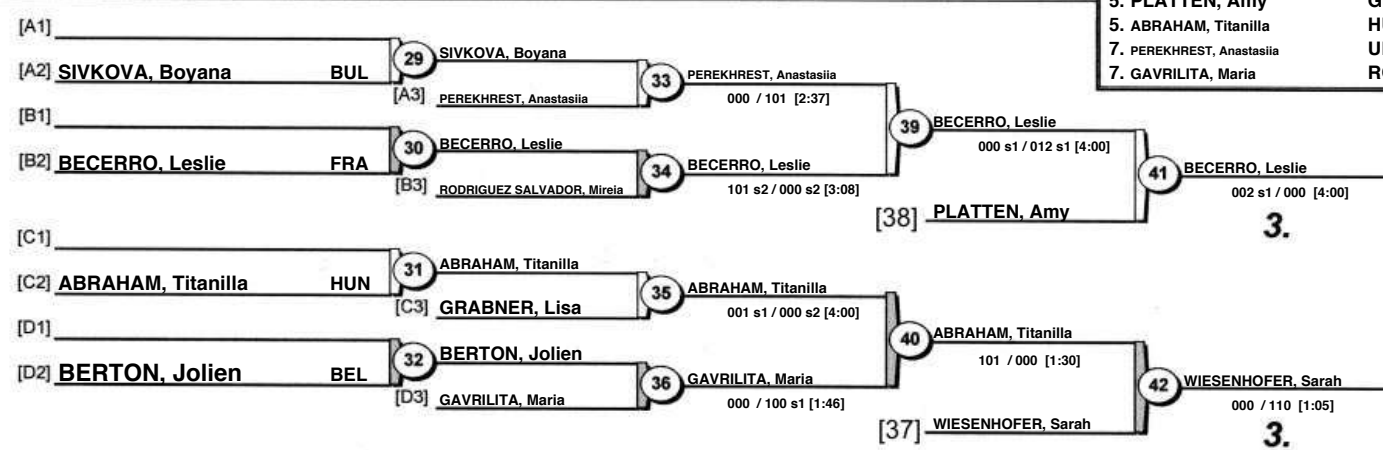 5. PLATTEN, Amy
5. ABRAHAM, Titanilla
7. PEREKHREST, Anastasiia
7. GAVRILITA, Maria
[A1]
[A2] SIVKOVA, Boyana BUL
29
SIVKOVA, Boyana
[A3] PEREKHREST, Anastasiia
33
PEREKHREST, Anastasiia
000 / 101 [2:37]
[B1]
[B2] BECERRO, Leslie FRA
30
BECERRO, Leslie
[B3] RODRIGUEZ SALVADOR, Mireia
34
BECERRO, Leslie
101 s2 / 000 s2 [3:08]
39
BECERRO, Leslie
000 s1 / 012 s1 [4:00]
[38] PLATTEN, Amy
41
BECERRO, Leslie
002 s1 / 000 [4:00]
3.
[C1]
[C2] ABRAHAM, Titanilla HUN
31
ABRAHAM, Titanilla
[C3] GRABNER, Lisa
35
ABRAHAM, Titanilla
001 s1 / 000 s2 [4:00]
[D1]
[D2] BERTON, Jolien BEL
32
BERTON, Jolien
[D3] GAVRILITA, Maria
36
GAVRILITA, Maria
000 / 100 s1 [1:46]
40
ABRAHAM, Titanilla
101 / 000 [1:30]
[37] WIESENHOFER, Sarah
42
WIESENHOFER, Sarah
000 / 110 [1:05]
3.